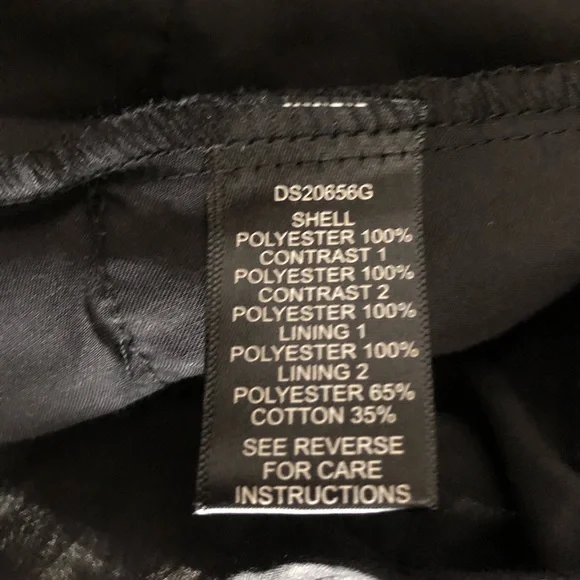 DS20656G
SHELL
POLYESTER 100%
CONTRAST 1
POLYESTER 100%
CONTRAST 2
POLYESTER 100%
LINING 1
POLYESTER 100%
LINING 2
POLYESTER 65%
COTTON 35%
SEE REVERSE
FOR CARE
INSTRUCTIONS